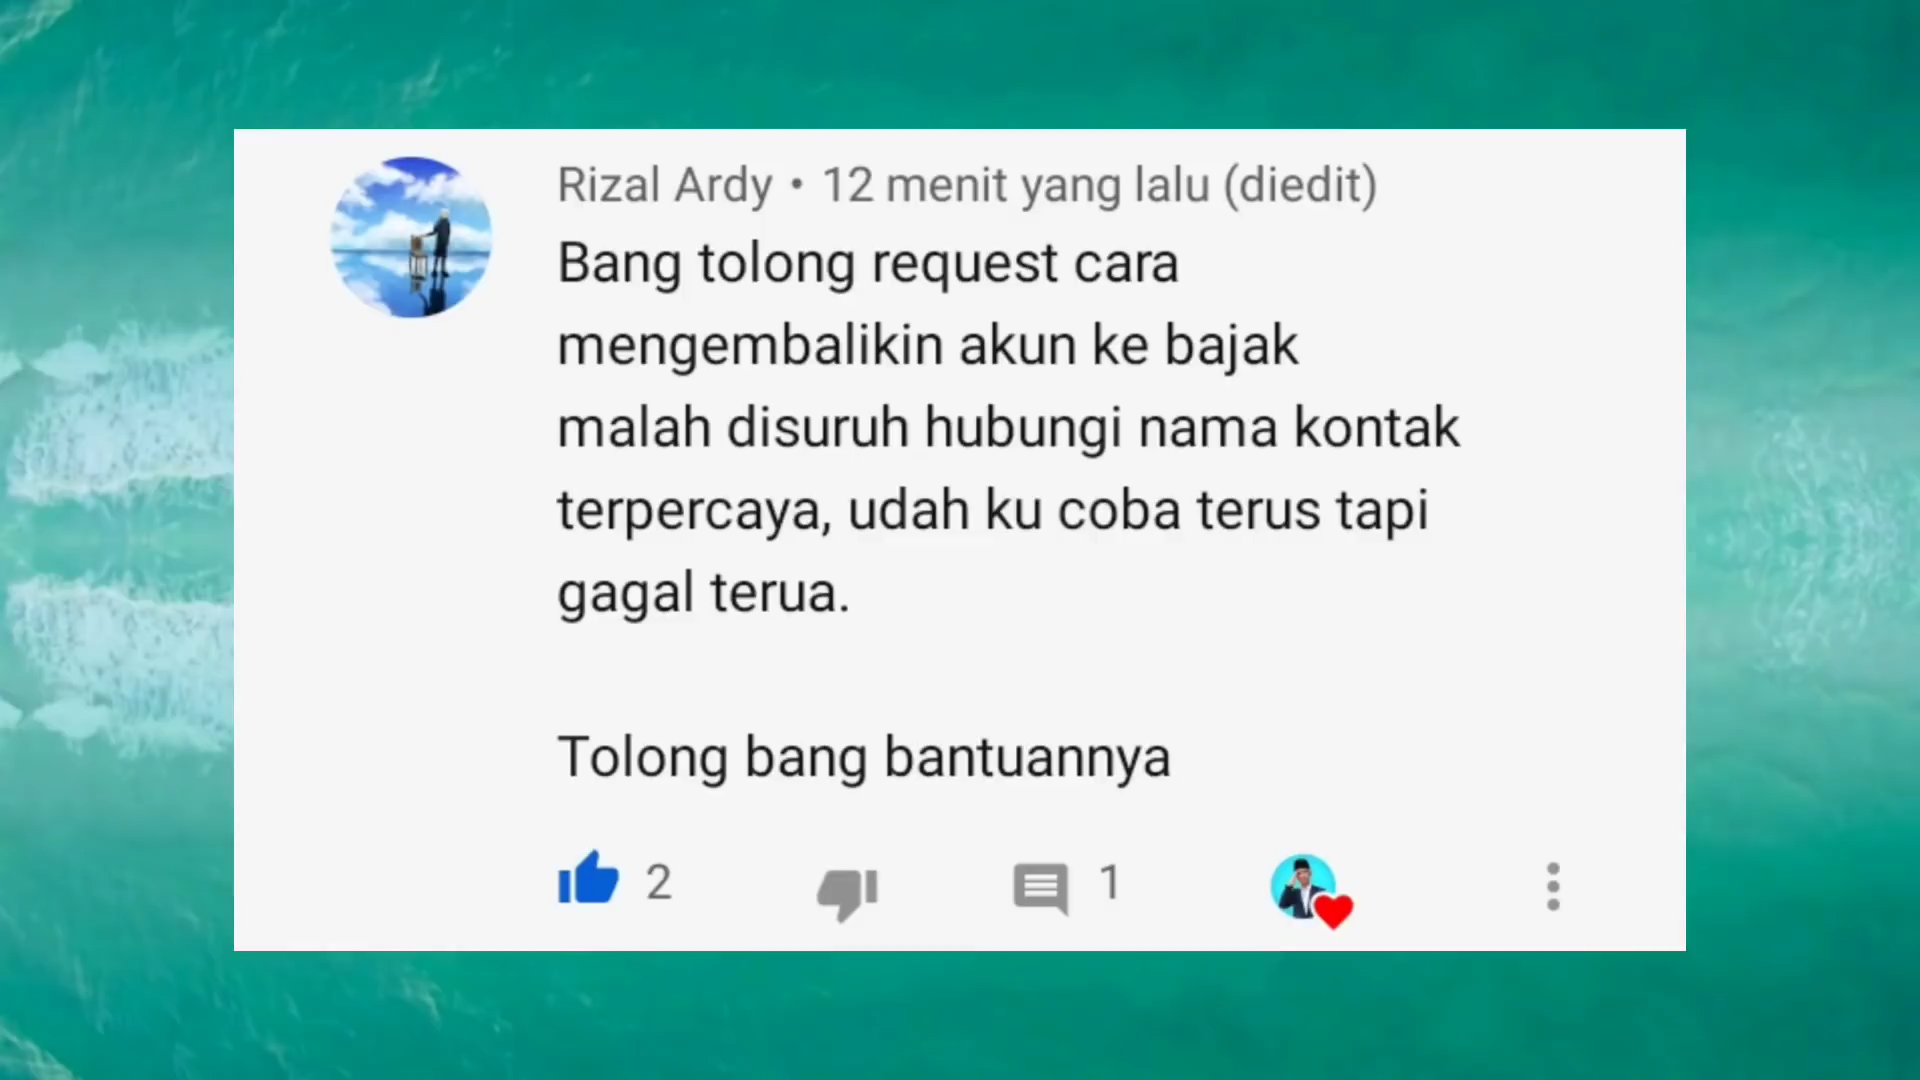 Rizal Ardy • 12 menit yang lalu (diedit)
Bang tolong request cara
mengembalikin akun ke bajak
malah disuruh hubungi nama kontak
terpercaya, udah ku coba terus tapi
gagal terua.
Tolong bang bantuannya
2
1